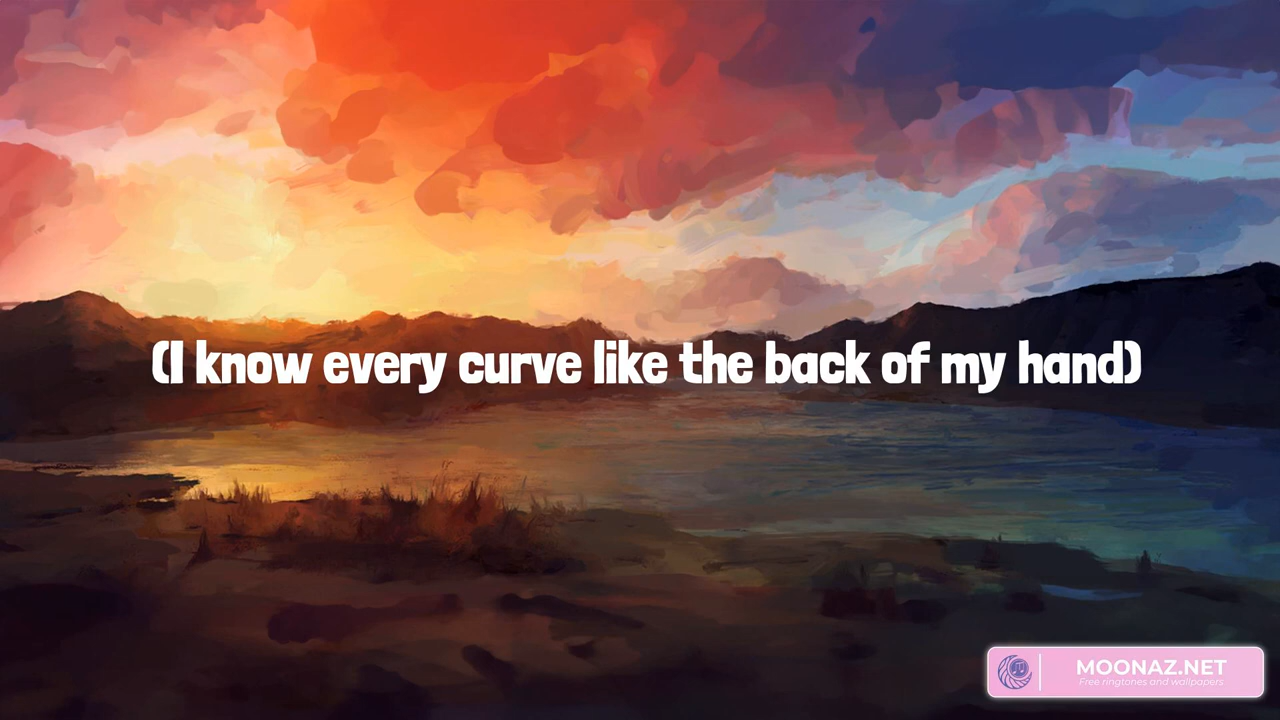 (I know every curve like the back of my hand)
MOONAZ.NET
Free ringtones and wallpapers